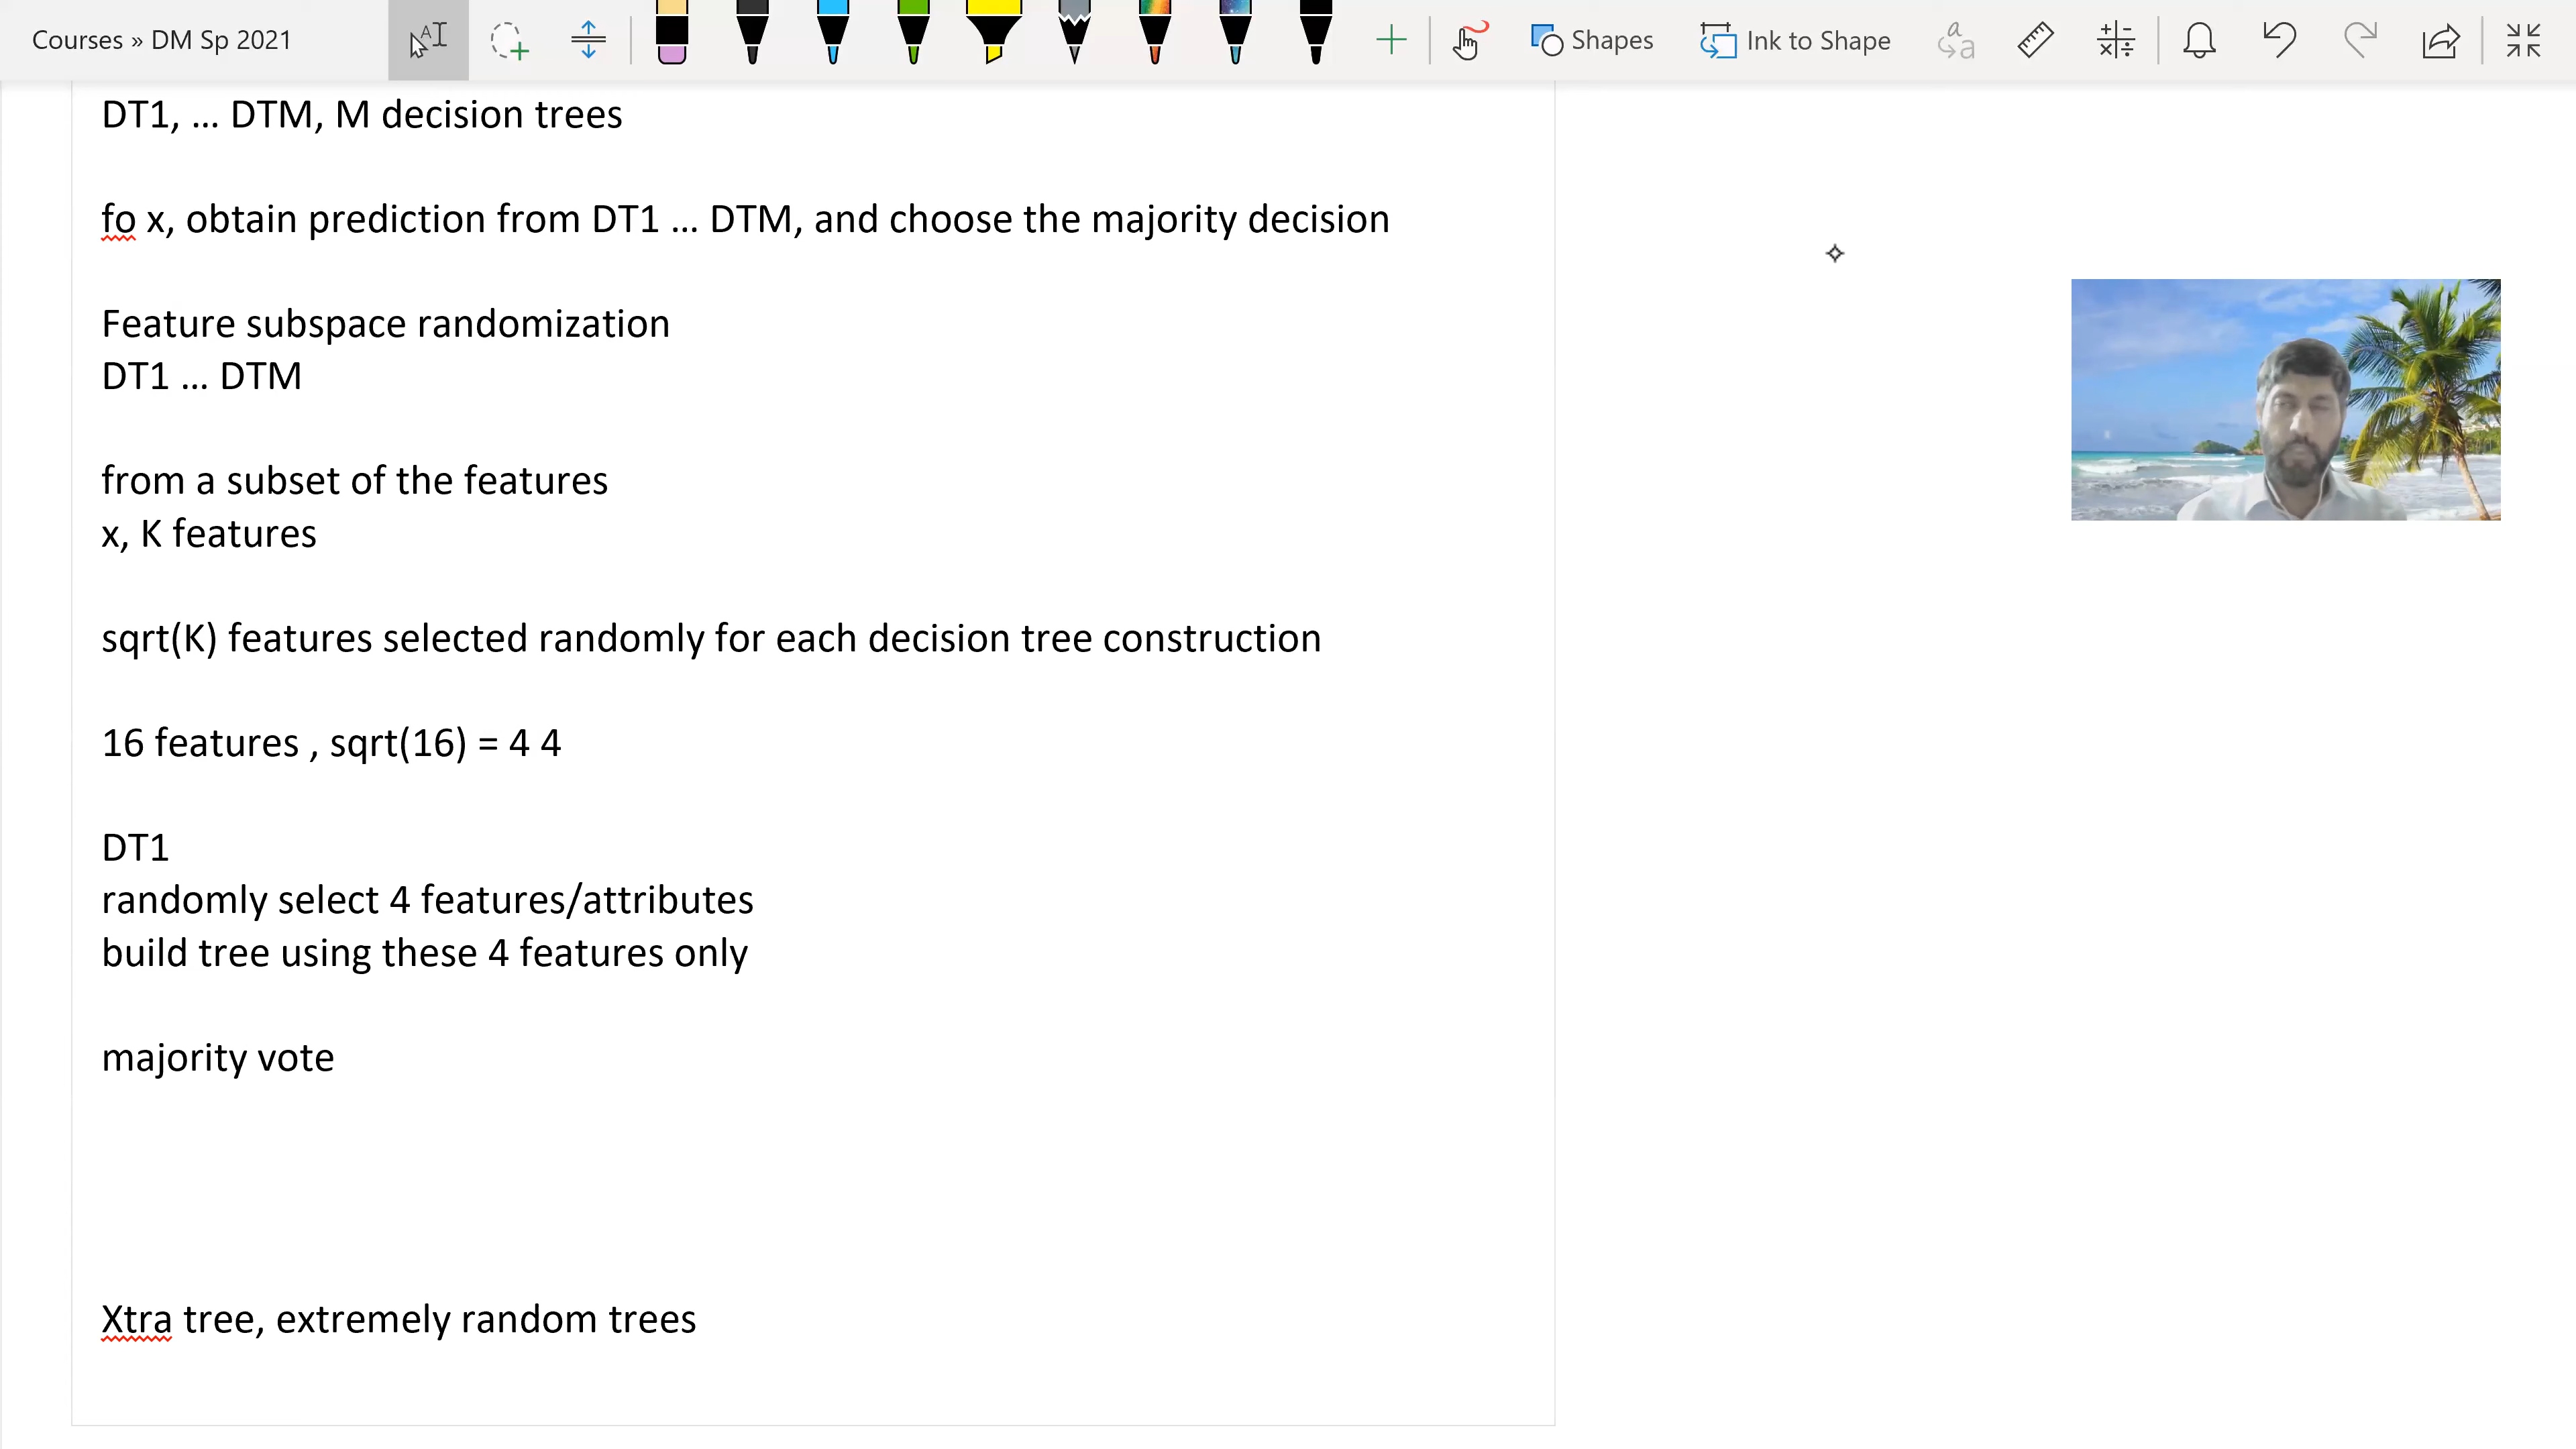 Courses » DM Sp 2021
Shapes
Ink to Shape
DT1, ... DTM, M decision trees
fo x, obtain prediction from DT1 ... DTM, and choose the majority decision
Feature subspace randomization
DT1 ... DTM
from a subset of the features
x, K features
sqrt(K) features selected randomly for each decision tree construction
16 features , sqrt(16) = 4 4
DT1
randomly select 4 features/attributes
build tree using these 4 features only
majority vote
Xtra tree, extremely random trees